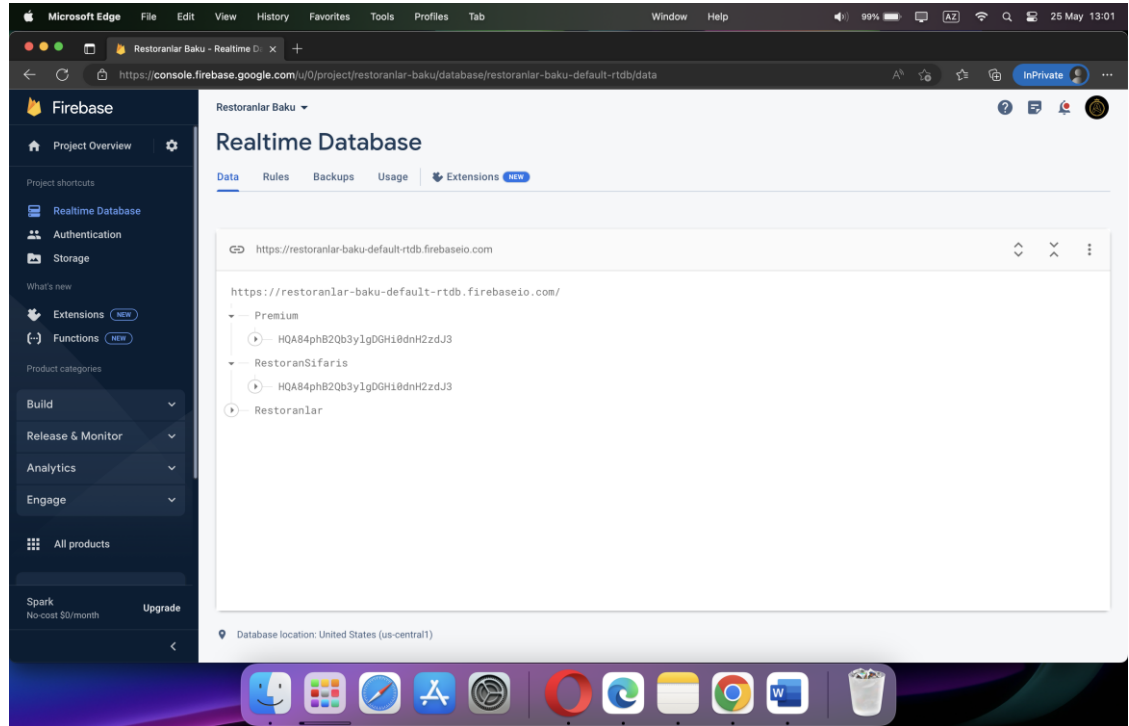 Microsoft Edge File Edit View History Favorites Tools Profiles Tab Window Help 99% AZ 25 May 13:01
Restoranlar Baku - Realtime Da
https://console.firebase.google.com/u/0/project/restoranlar-baku/database/restoranlar-baku-default-rtdb/data InPrivate
Firebase
Project Overview
Project shortcuts
Realtime Database
Authentication
Storage
What's new
Extensions NEW
Functions NEW
Product categories
Build
Release & Monitor
Analytics
Engage
All products
Spark
No-cost $0/month
Upgrade
Restoranlar Baku
Realtime Database
Data Rules Backups Usage Extensions NEW
https://restoranlar-baku-default-rtdb.firebaseio.com
https://restoranlar-baku-default-rtdb.firebaseio.com/
Premium
HQA84phB2Qb3ylgDGHi0dnH2zdJ3
RestoranSifaris
HQA84phB2Qb3ylgDGHi0dnH2zdJ3
Restoranlar
Database location: United States (us-central1)